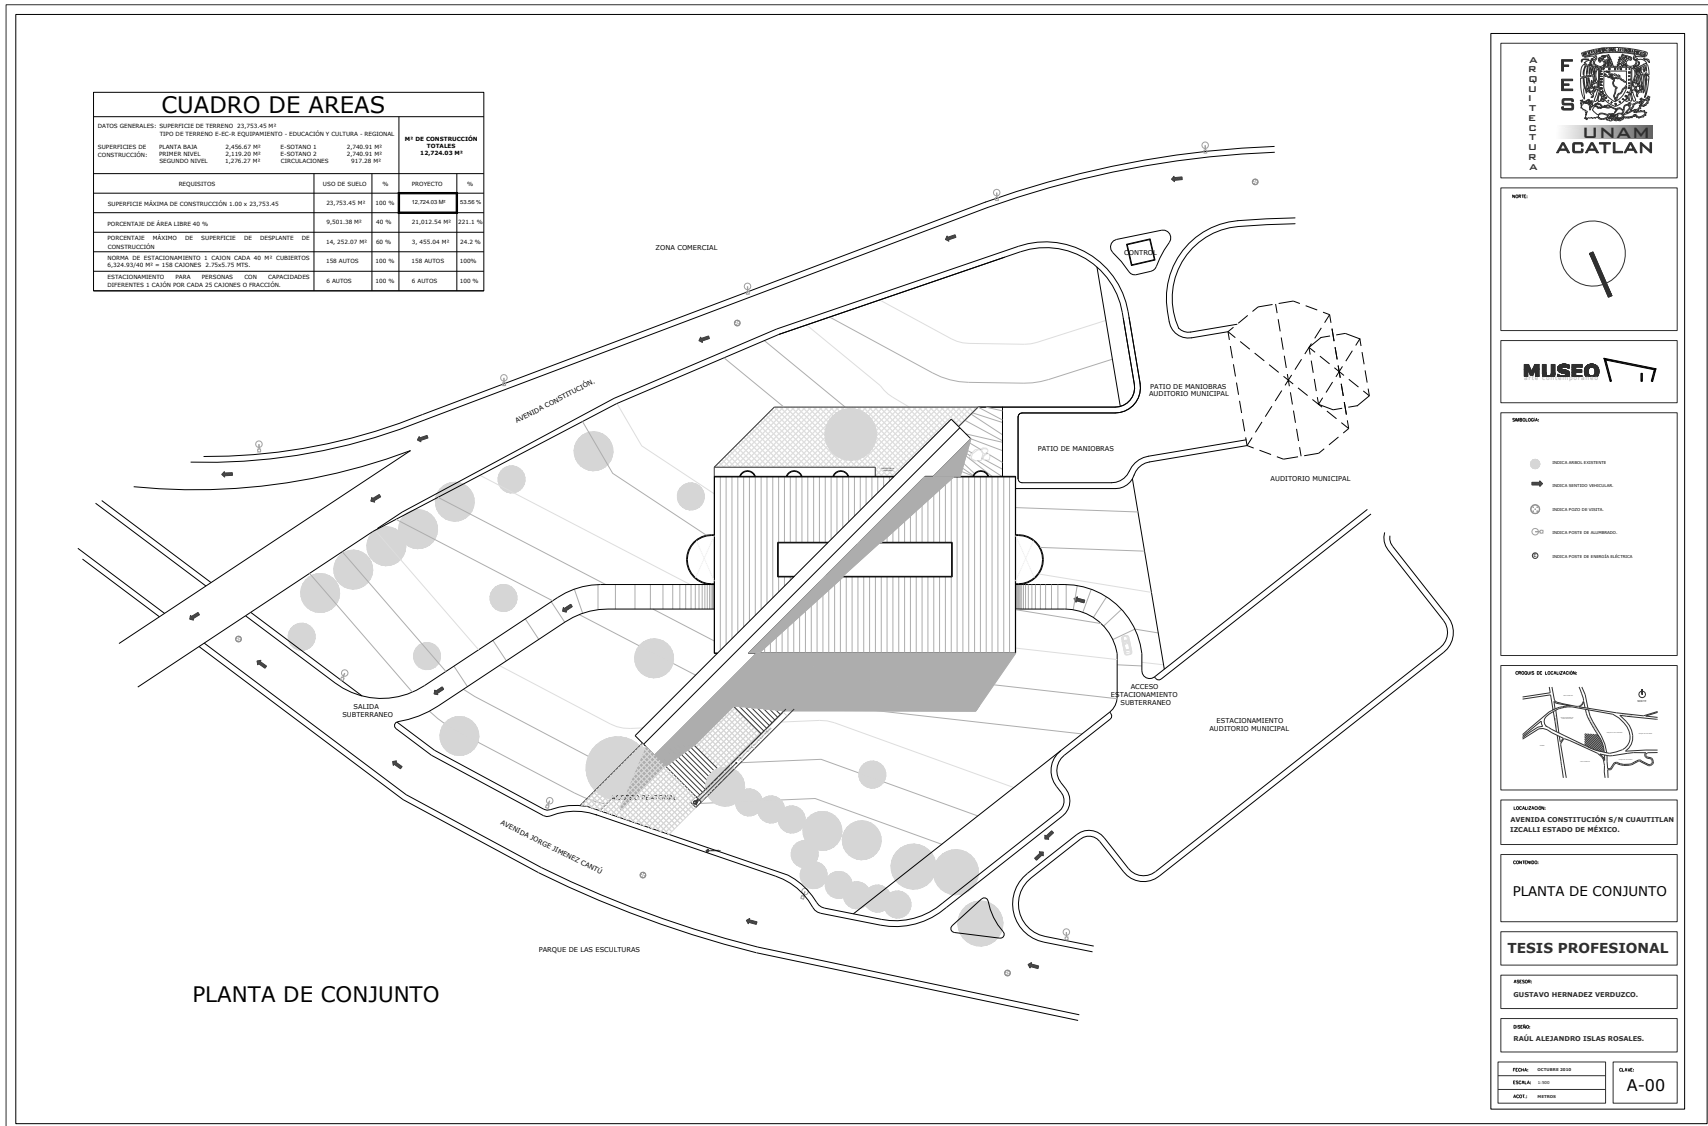 CUADRO DE AREAS
DATOS GENERALES: SUPERFICIE DE TERRENO 23,753.45 M²
TIPO DE TERRENO E-EC-R EQUIPAMIENTO - EDUCACIÓN Y CULTURA - REGIONAL
SUPERFICIES DE CONSTRUCCIÓN:
PLANTA BAJA 2,456.67 M² E-SOTANO 1 2,740.91 M²
PRIMER NIVEL 2,119.20 M² E-SOTANO 2 2,740.91 M²
SEGUNDO NIVEL 1,276.27 M² CIRCULACIONES 917.28 M²
M² DE CONSTRUCCIÓN
TOTALES
12,724.03 M²
REQUISITOS USO DE SUELO % PROYECTO %
SUPERFICIE MÁXIMA DE CONSTRUCCIÓN 1.00 x 23,753.45 23,753.45 M² 100 % 12,724.03 M² 53.56 %
PORCENTAJE DE ÁREA LIBRE 40 % 9,501.38 M² 40 % 21,012.54 M² 221.1 %
PORCENTAJE MÁXIMO DE SUPERFICIE DE DESPLANTE DE
CONSTRUCCIÓN 14, 252.07 M² 60 % 3, 455.04 M² 24.2 %
NORMA DE ESTACIONAMIENTO 1 CAJON CADA 40 M² CUBIERTOS
6,324.93/40 M² = 158 CAJONES 2.75x5.75 MTS. 158 AUTOS 100 % 158 AUTOS 100%
ESTACIONAMIENTO PARA PERSONAS CON CAPACIDADES
DIFERENTES 1 CAJÓN POR CADA 25 CAJONES O FRACCIÓN. 6 AUTOS 100 % 6 AUTOS 100 %
ZONA COMERCIAL
CONTROL
AVENIDA CONSTITUCIÓN.
PATIO DE MANIOBRAS
AUDITORIO MUNICIPAL
PATIO DE MANIOBRAS
AUDITORIO MUNICIPAL
SALIDA
SUBTERRANEO
ACCESO
ESTACIONAMIENTO
SUBTERRANEO
ESTACIONAMIENTO
AUDITORIO MUNICIPAL
ACCESO PEATONAL
AVENIDA JORGE JIMENEZ CANTÚ
PARQUE DE LAS ESCULTURAS
PLANTA DE CONJUNTO
ARQUITECTURA
FES
UNAM
ACATLAN
NORTE:
MUSEO
arte contemporaneo
SIMBOLOGIA:
INDICA ARBOL EXISTENTE
INDICA SENTIDO VEHICULAR.
INDICA POZO DE VISITA.
INDICA POSTE DE ALUMBRADO.
INDICA POSTE DE ENERGÍA ELÉCTRICA
CROQUIS DE LOCALIZACIÓN:
LOCALIZACIÓN:
AVENIDA CONSTITUCIÓN S/N CUAUTITLAN
IZCALLI ESTADO DE MÉXICO.
CONTENIDO:
PLANTA DE CONJUNTO
TESIS PROFESIONAL
ASESOR:
GUSTAVO HERNADEZ VERDUZCO.
DISEÑO:
RAÚL ALEJANDRO ISLAS ROSALES.
FECHA: OCTUBRE 2010
ESCALA: 1:500
ACOT.: METROS
CLAVE:
A-00